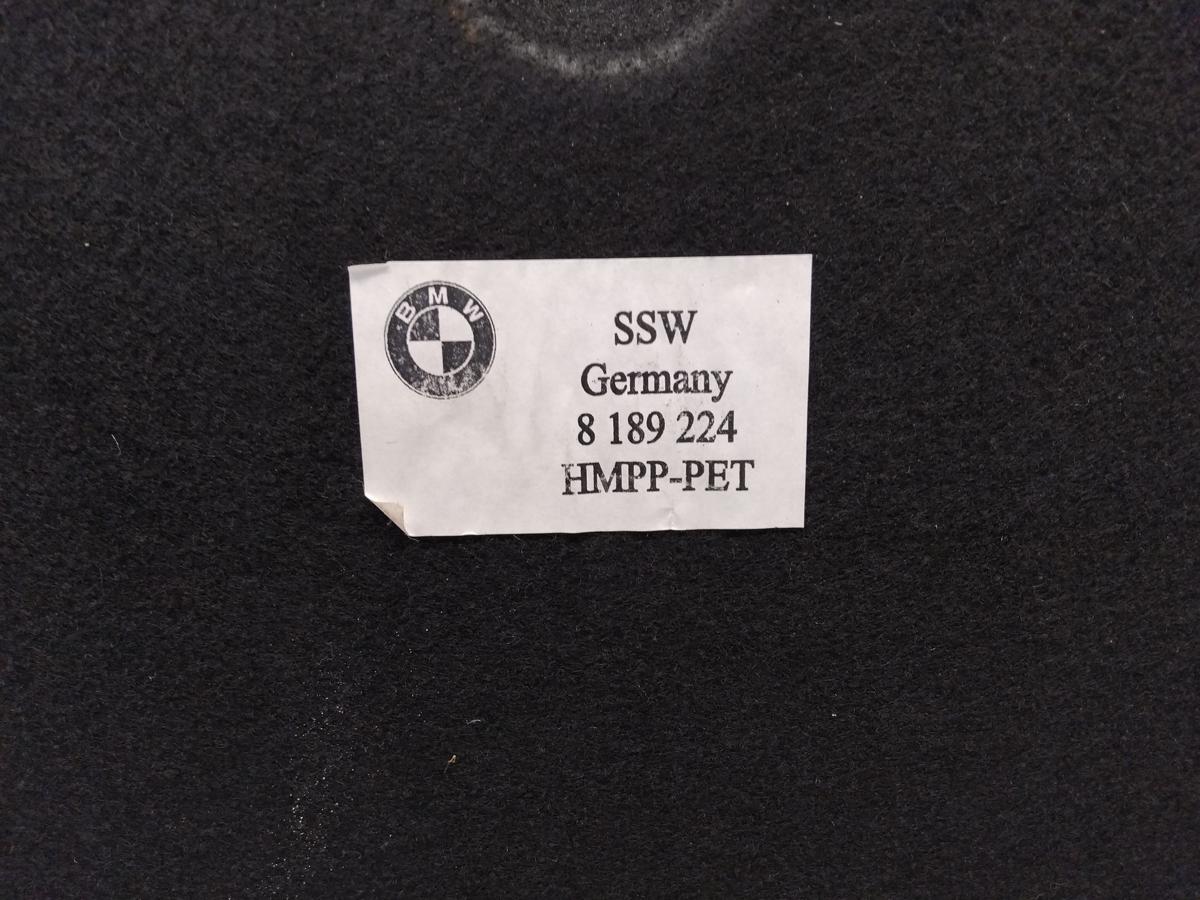 BMW
SSW
Germany
8 189 224
HMPP-PET